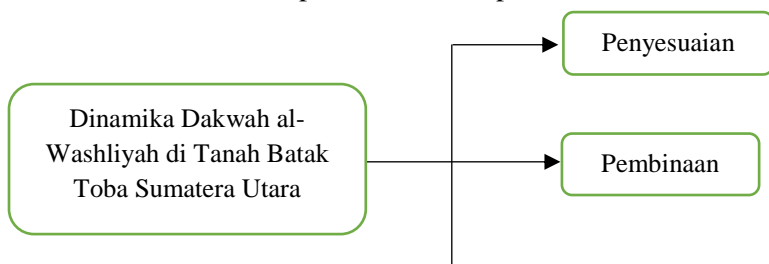 Penyesuaian
Dinamika Dakwah al-
Washliyah di Tanah Batak
Toba Sumatera Utara
Pembinaan